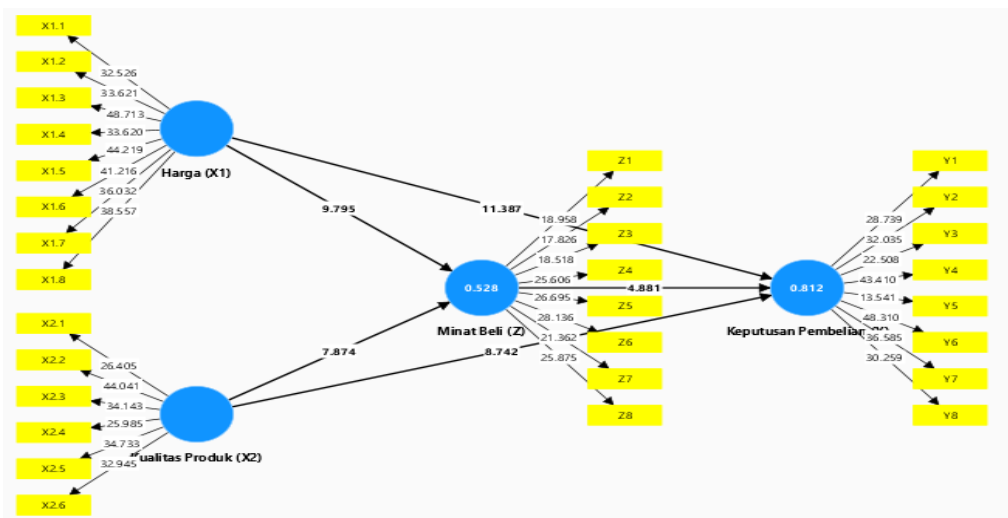 X1.1
X1.2
X1.3
X1.4
X1.5
X1.6
X1.7
X1.8
32.526
33.621
48.713
33.620
44.219
41.216
36.032
38.557
Harga (X1)
9.795
11.387
X2.1
X2.2
X2.3
X2.4
X2.5
X2.6
26.405
44.041
34.143
25.985
34.733
32.945
Produk (X2)
7.874
8.742
0.528
Minat Beli (Z)
4.881
Z1
Z2
Z3
Z4
Z5
Z6
Z7
Z8
18.958
17.826
18.518
25.606
26.695
28.136
21.362
25.875
0.812
Keputusan
Y1
Y2
Y3
Y4
Y5
Y6
Y7
Y8
28.739
32.035
22.508
43.410
13.541
48.310
36.585
30.259